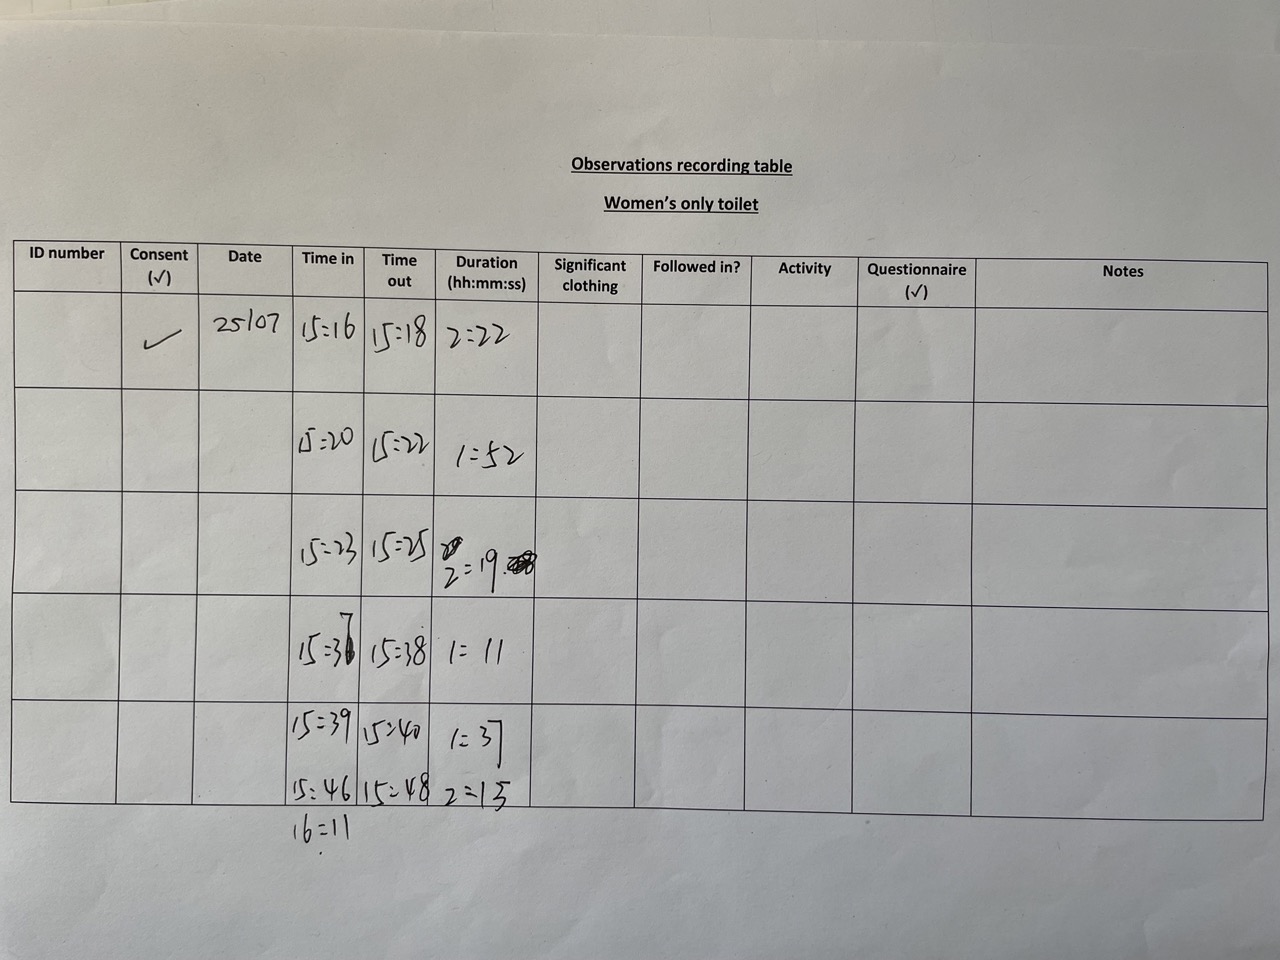 Observations recording table
Women's only toilet
ID number Consent (√) Date Time in Time out Duration (hh:mm:ss) Significant clothing Followed in? Activity Questionnaire (√) Notes
✓ 25/07 15:16 15:18 2:22
15:20 15:22 1:52
15:23 15:25 2:19
15:37 15:38 1:11
15:39 15:40 1:37
15:46 15:48 2:15
16:11